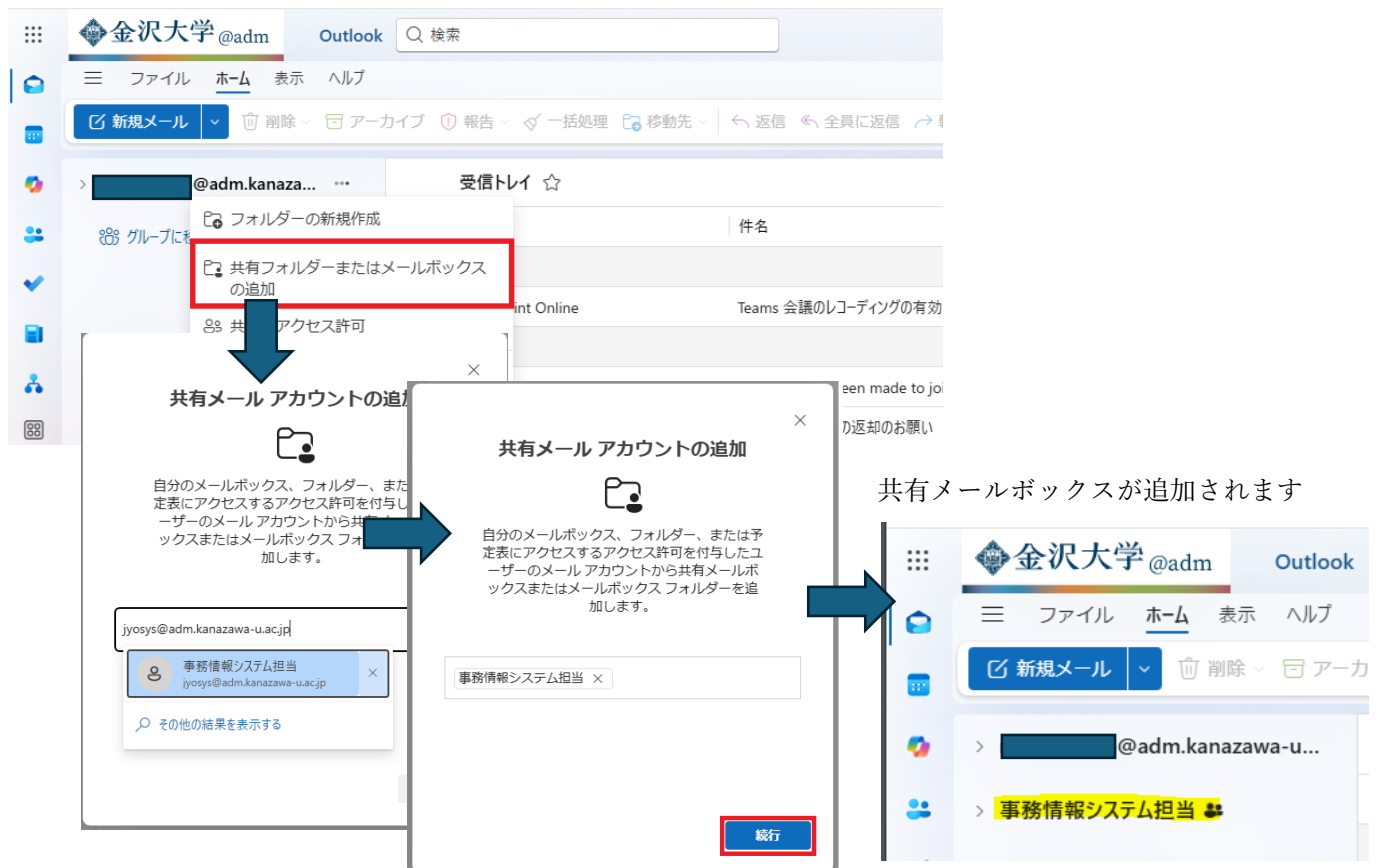 金沢大学 @adm
Outlook
検索
ファイル ホーム 表示 ヘルプ
新規メール 削除 アーカイブ 報告 一括処理 移動先 返信 全員に返信
@adm.kanaza... ...
受信トレイ
フォルダーの新規作成
グループに
件名
共有フォルダーまたはメールボックス
の追加
int Online
Teams 会議のレコーディングの有効
共
アクセス許可
een made to joi
の返却のお願い
共有メール アカウントの追
自分のメールボックス、フォルダー、また
定表にアクセスするアクセス許可を付与し
ーザーのメール アカウントから共
ックスまたはメールボックス フォ
加します。
jyosys@adm.kanazawa-u.ac.jp
事務情報システム担当
jyosys@adm.kanazawa-u.ac.jp
その他の結果を表示する
共有メール アカウントの追加
自分のメールボックス、フォルダー、または予
定表にアクセスするアクセス許可を付与したユ
ーザーのメール アカウントから共有メールボ
ックスまたはメールボックス フォルダーを追
加します。
事務情報システム担当
続行
共有メールボックスが追加されます
金沢大学 @adm
Outlook
ファイル ホーム 表示 ヘルプ
新規メール 削除 アーカ
@adm.kanazawa-u...
事務情報システム担当